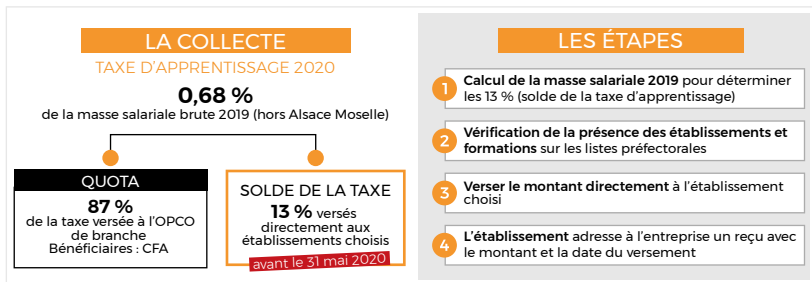 LA COLLECTE
TAXE D'APPRENTISSAGE 2020
0,68 %
de la masse salariale brute 2019 (hors Alsace Moselle)
QUOTA
87 %
de la taxe versée à l'OPCO
de branche
Bénéficiaires : CFA
SOLDE DE LA TAXE
13 % versés
directement aux
établissements choisis
avant le 31 mai 2020
LES ÉTAPES
1 Calcul de la masse salariale 2019 pour déterminer
les 13 % (solde de la taxe d'apprentissage)
2 Vérification de la présence des établissements et
formations sur les listes préfectorales
3 Verser le montant directement à l'établissement
choisi
4 L'établissement adresse à l'entreprise un reçu avec
le montant et la date du versement